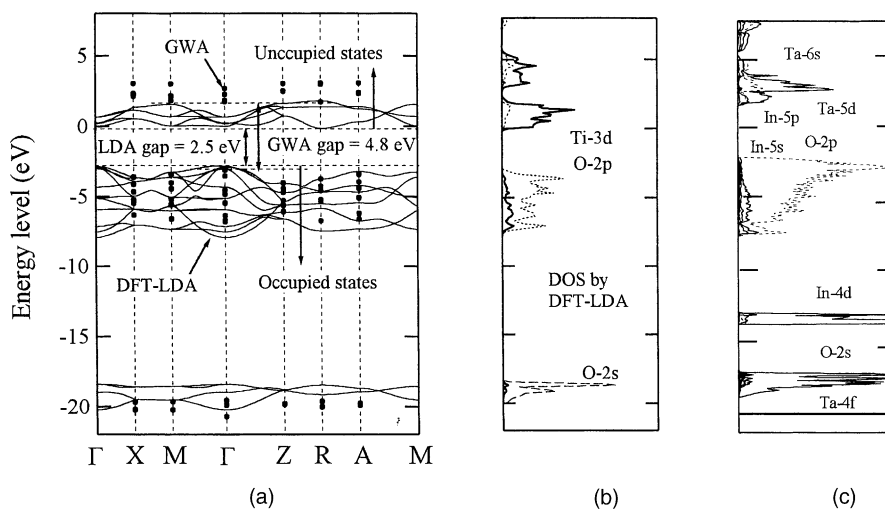 Energy level (eV)
5
0
-5
-10
-15
-20
GWA
Unccupied states
LDA gap = 2.5 eV
GWA gap = 4.8 eV
DFT-LDA
Occupied states
Γ X M Γ Z R A M
(a)
Ti-3d
O-2p
DOS by
DFT-LDA
O-2s
(b)
Ta-6s
Ta-5d
In-5p
O-2p
In-5s
In-4d
O-2s
Ta-4f
(c)